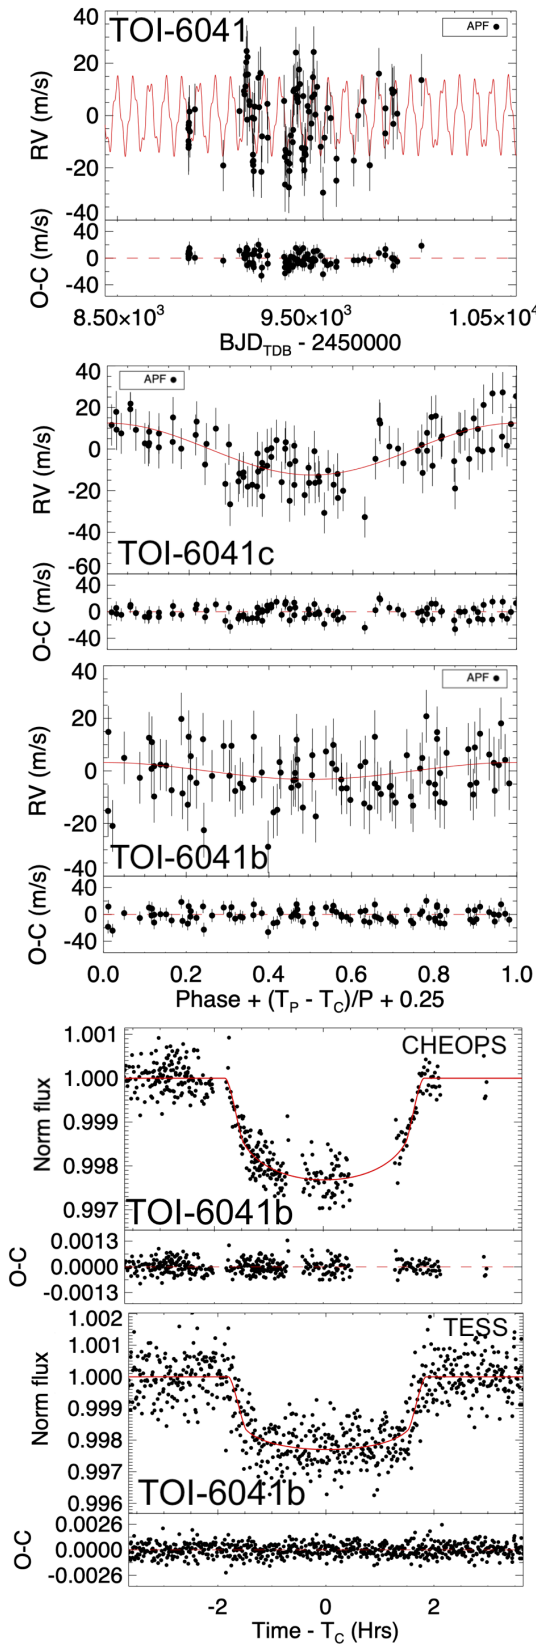 TOI-6041
APF
RV (m/s)
40
20
0
-20
-40
O-C (m/s)
40
0
-40
8.50×10³
9.50×10³
1.05×10⁴
BJD_TDB - 2450000
APF
RV (m/s)
40
20
0
-20
-40
-60
TOI-6041c
O-C (m/s)
40
0
-40
APF
RV (m/s)
40
20
0
-20
-40
TOI-6041b
O-C (m/s)
40
0
-40
0.0
0.2
0.4
0.6
0.8
1.0
Phase + (T_P - T_C)/P + 0.25
CHEOPS
Norm flux
1.001
1.000
0.999
0.998
0.997
TOI-6041b
O-C
0.0013
0.0000
-0.0013
TESS
Norm flux
1.002
1.001
1.000
0.999
0.998
0.997
0.996
TOI-6041b
O-C
0.0026
0.0000
-0.0026
-2
0
2
Time - T_C (Hrs)